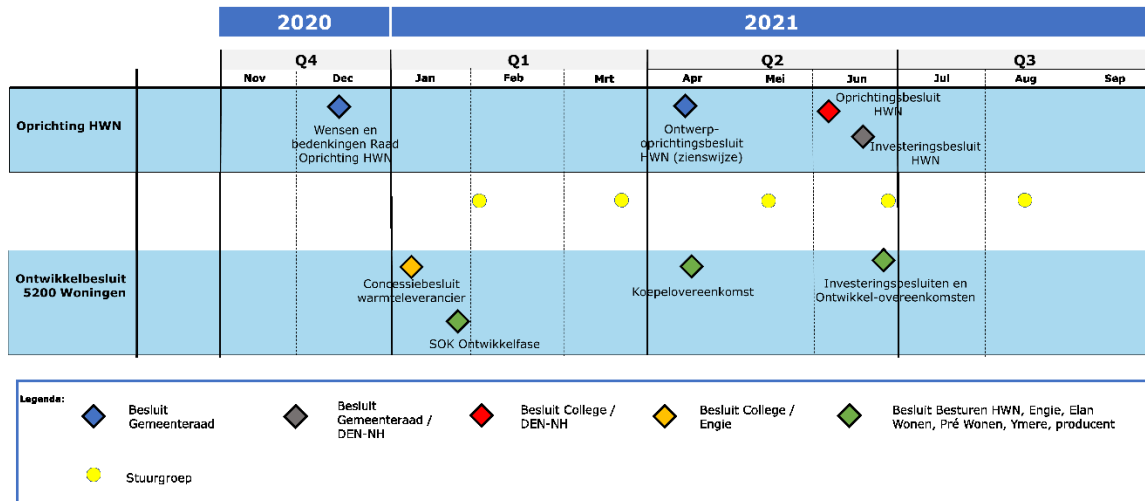 2020
2021
Q4
Q1
Q2
Q3
Nov
Dec
Jan
Feb
Mrt
Apr
Mei
Jun
Jul
Aug
Sep
Oprichting HWN
Wensen en
bedenkingen Raad
Oprichting HWN
Ontwerp-
oprichtingsbesluit
HWN (zienswijze)
Oprichtingsbesluit
HWN
Investeringsbesluit
HWN
Ontwikkelbesluit
5200 Woningen
Concessiebesluit
warmteleverancier
SOK Ontwikkelfase
Koepelovereenkomst
Investeringsbesluiten en
Ontwikkel-overeenkomsten
Legenda:
Besluit
Gemeenteraad
Besluit
Gemeenteraad /
DEN-NH
Besluit College /
DEN-NH
Besluit College /
Engie
Besluit Besturen HWN, Engie, Elan
Wonen, Pré Wonen, Ymere, producent
Stuurgroep